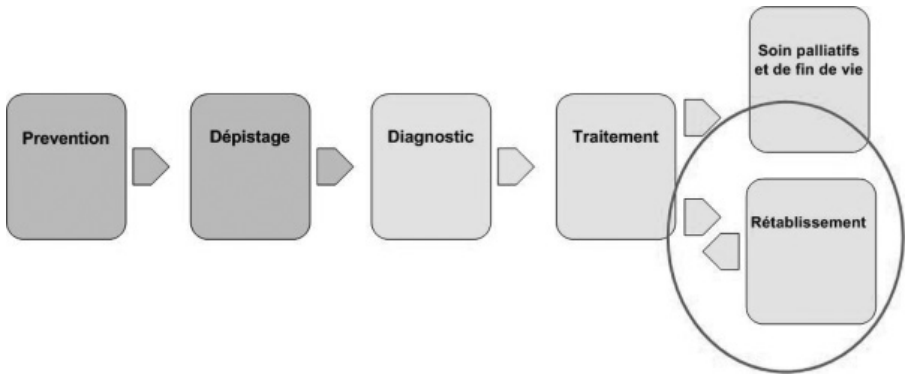 Prevention
Dépistage
Diagnostic
Traitement
Soin palliatifs
et de fin de vie
Rétablissement